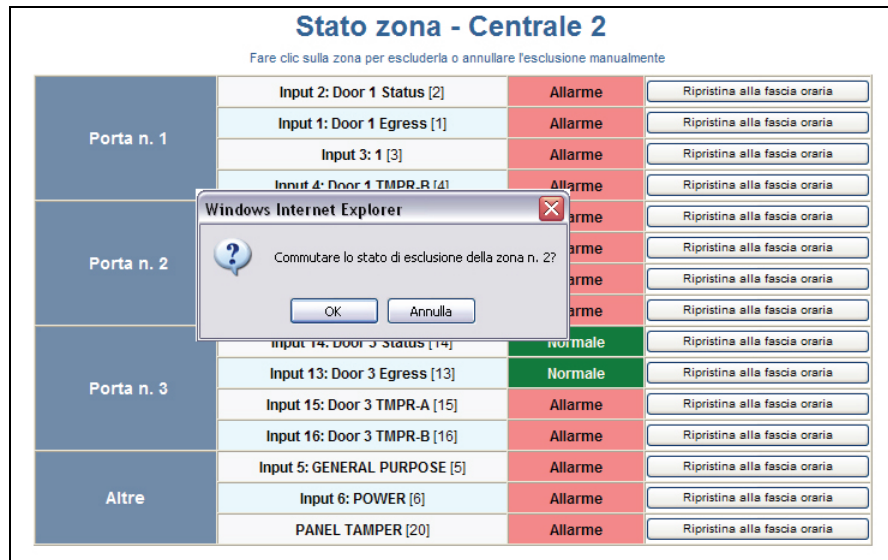 Stato zona - Centrale 2
Fare clic sulla zona per escluderla o annullare l'esclusione manualmente
Porta n. 1
Input 2: Door 1 Status [2] Allarme Ripristina alla fascia oraria
Input 1: Door 1 Egress [1] Allarme Ripristina alla fascia oraria
Input 3: 1 [3] Allarme Ripristina alla fascia oraria
Input 4: Door 1 TMPR-B [4] Allarme Ripristina alla fascia oraria
Windows Internet Explorer
Commutare lo stato di esclusione della zona n. 2?
OK Annulla
Porta n. 2
Ripristina alla fascia oraria
Ripristina alla fascia oraria
Ripristina alla fascia oraria
Ripristina alla fascia oraria
Porta n. 3
Input 14: Door 3 Status [14] Normale Ripristina alla fascia oraria
Input 13: Door 3 Egress [13] Normale Ripristina alla fascia oraria
Input 15: Door 3 TMPR-A [15] Allarme Ripristina alla fascia oraria
Input 16: Door 3 TMPR-B [16] Allarme Ripristina alla fascia oraria
Altre
Input 5: GENERAL PURPOSE [5] Allarme Ripristina alla fascia oraria
Input 6: POWER [6] Allarme Ripristina alla fascia oraria
PANEL TAMPER [20] Allarme Ripristina alla fascia oraria